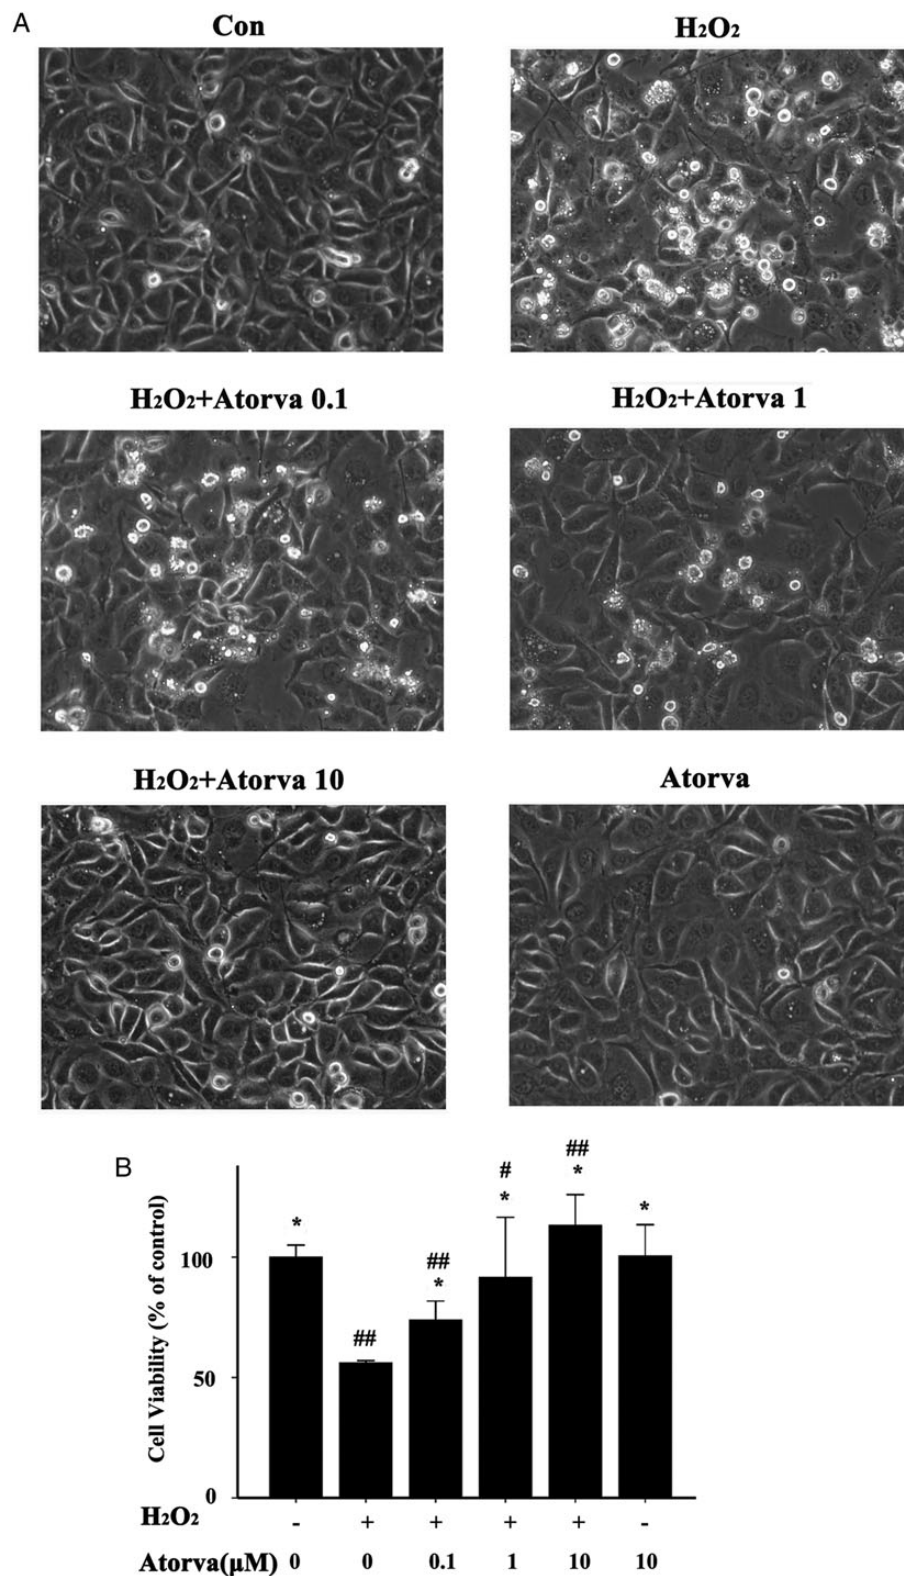 A
Con
H₂O₂
H₂O₂+Atorva 0.1
H₂O₂+Atorva 1
H₂O₂+Atorva 10
Atorva
B
Cell Viability (% of control)
100
50
0
*
##
##
*
#
*
##
*
*
H₂O₂ - + + + + -
Atorva(μM) 0 0 0.1 1 10 10